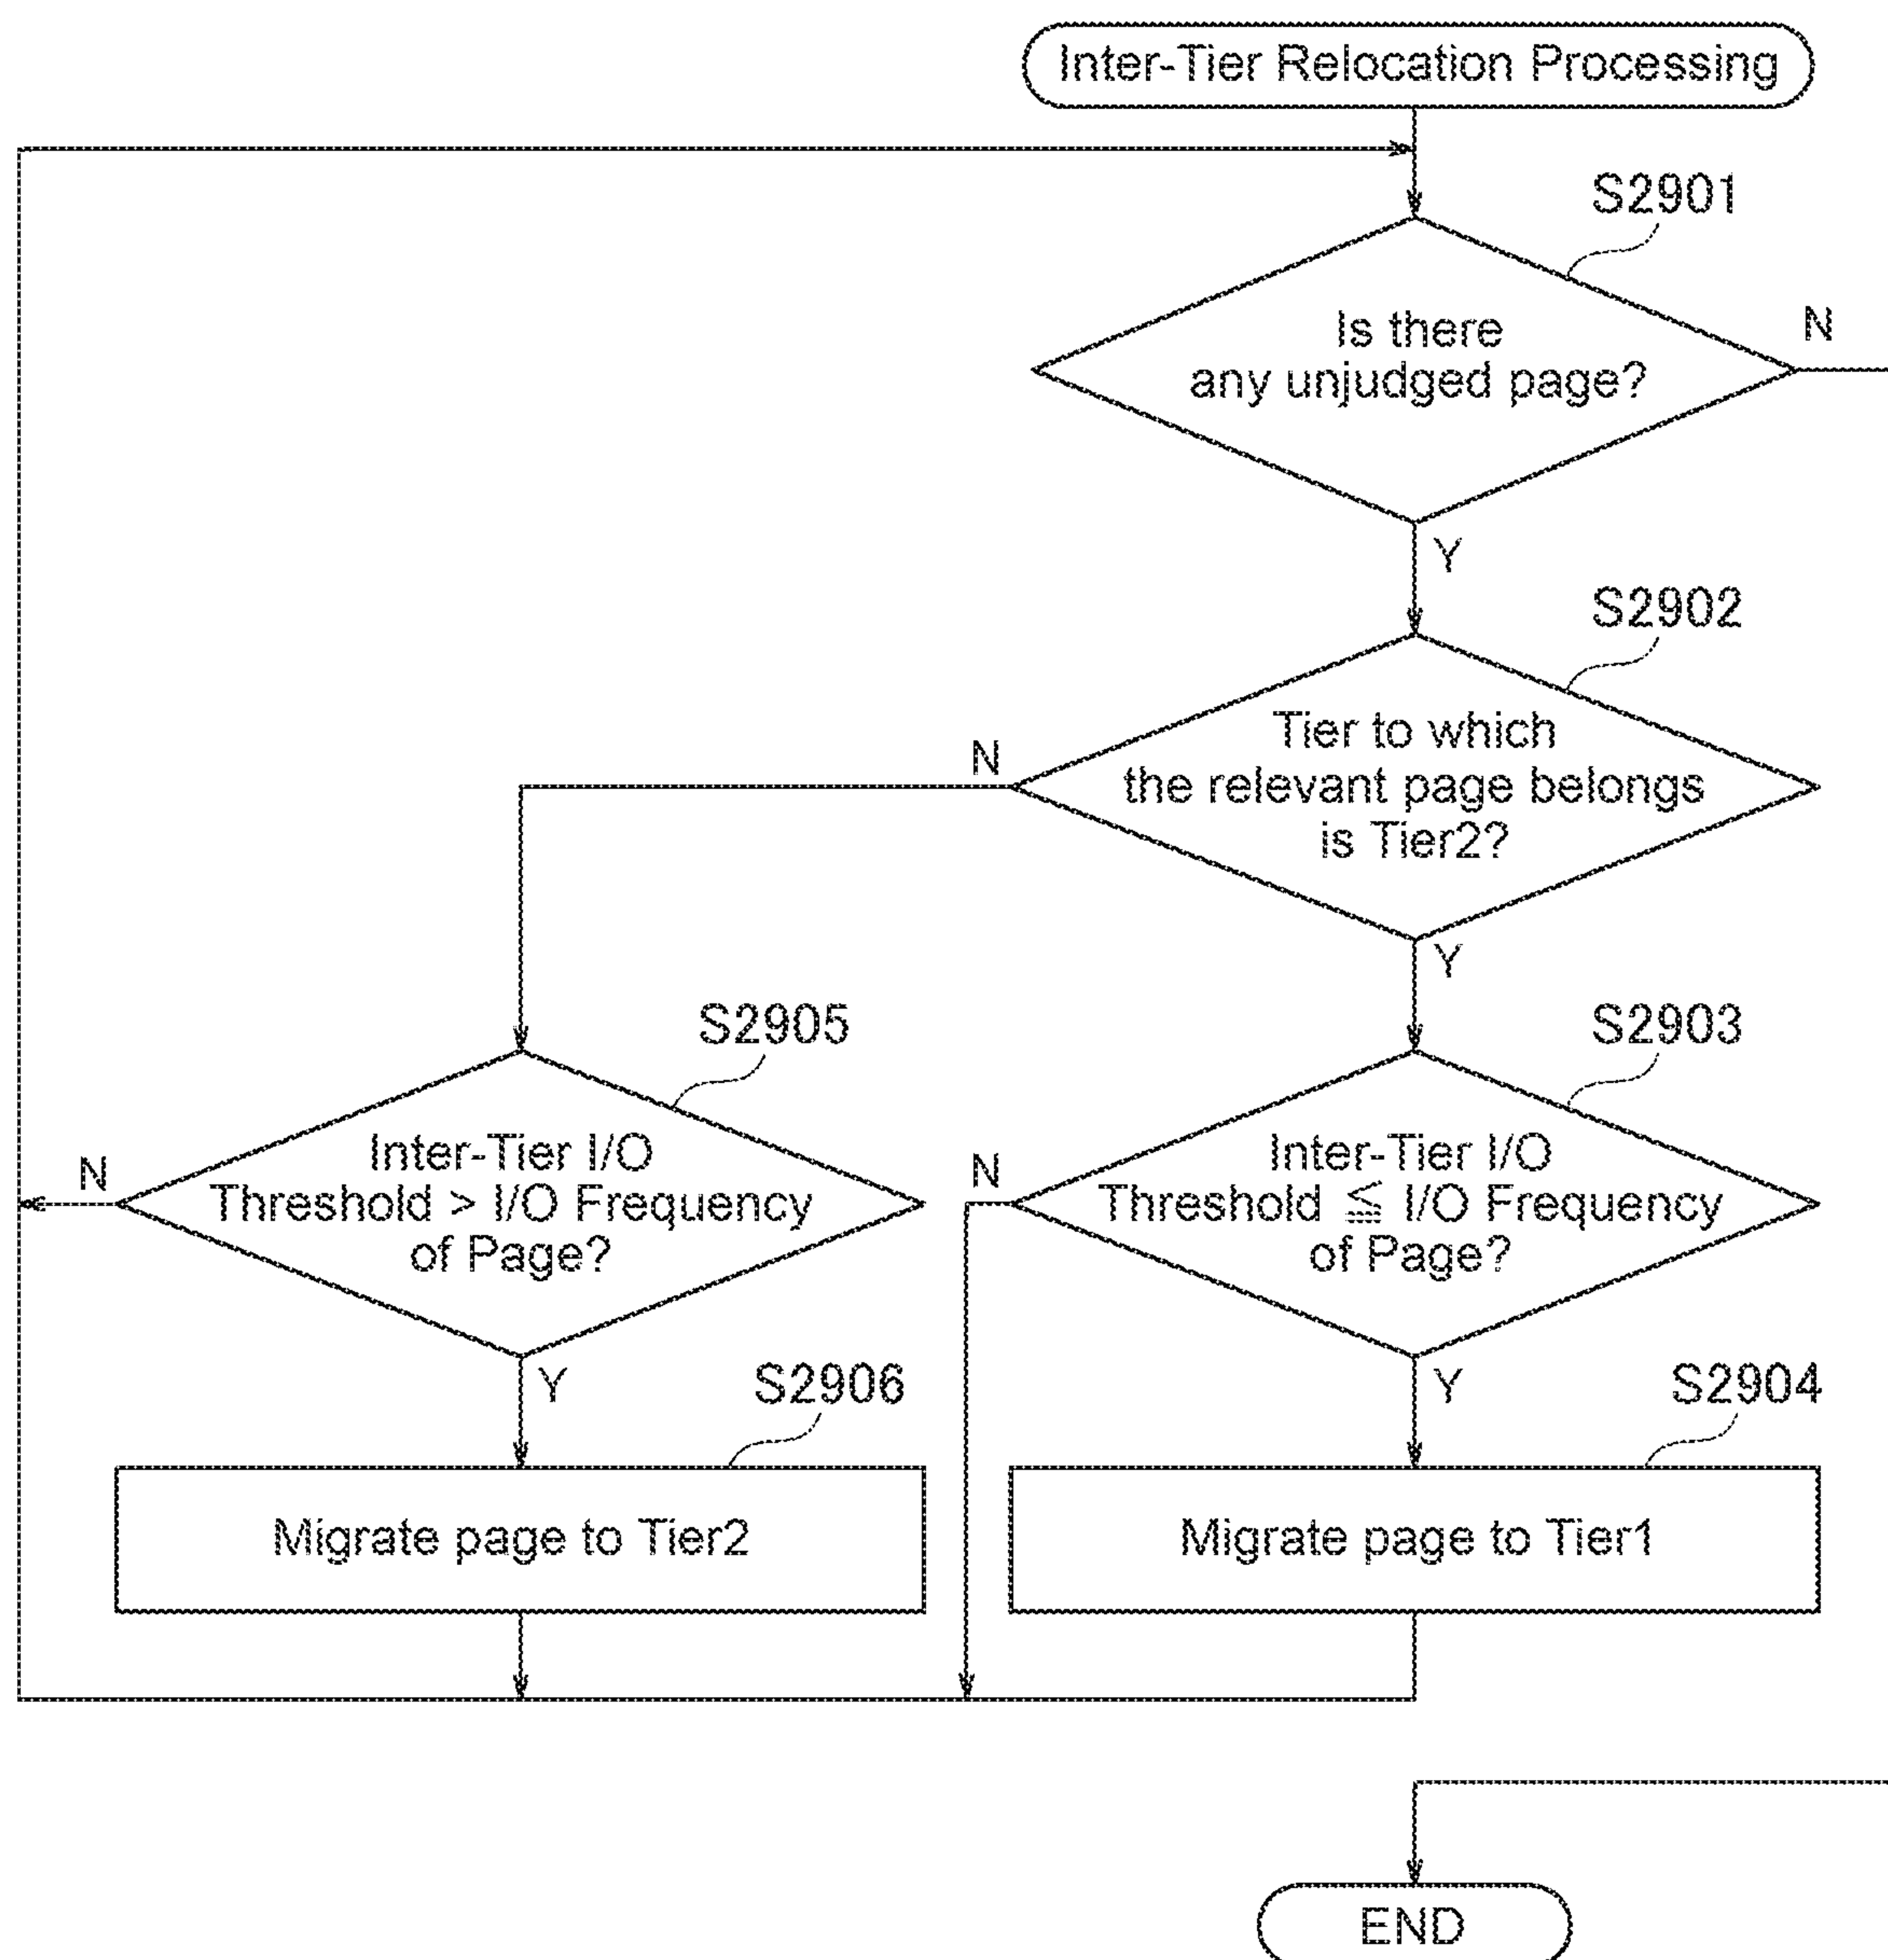 Inter-Tier Relocation Processing
S2901
Is there
any unjudged page?
N
Y
S2902
Tier to which
the relevant page belongs
is Tier2?
N
Y
S2905
Inter-Tier I/O
Threshold > I/O Frequency
of Page?
N
Y
S2903
Inter-Tier I/O
Threshold ≦ I/O Frequency
of Page?
N
Y
S2906
Migrate page to Tier2
S2904
Migrate page to Tier1
END